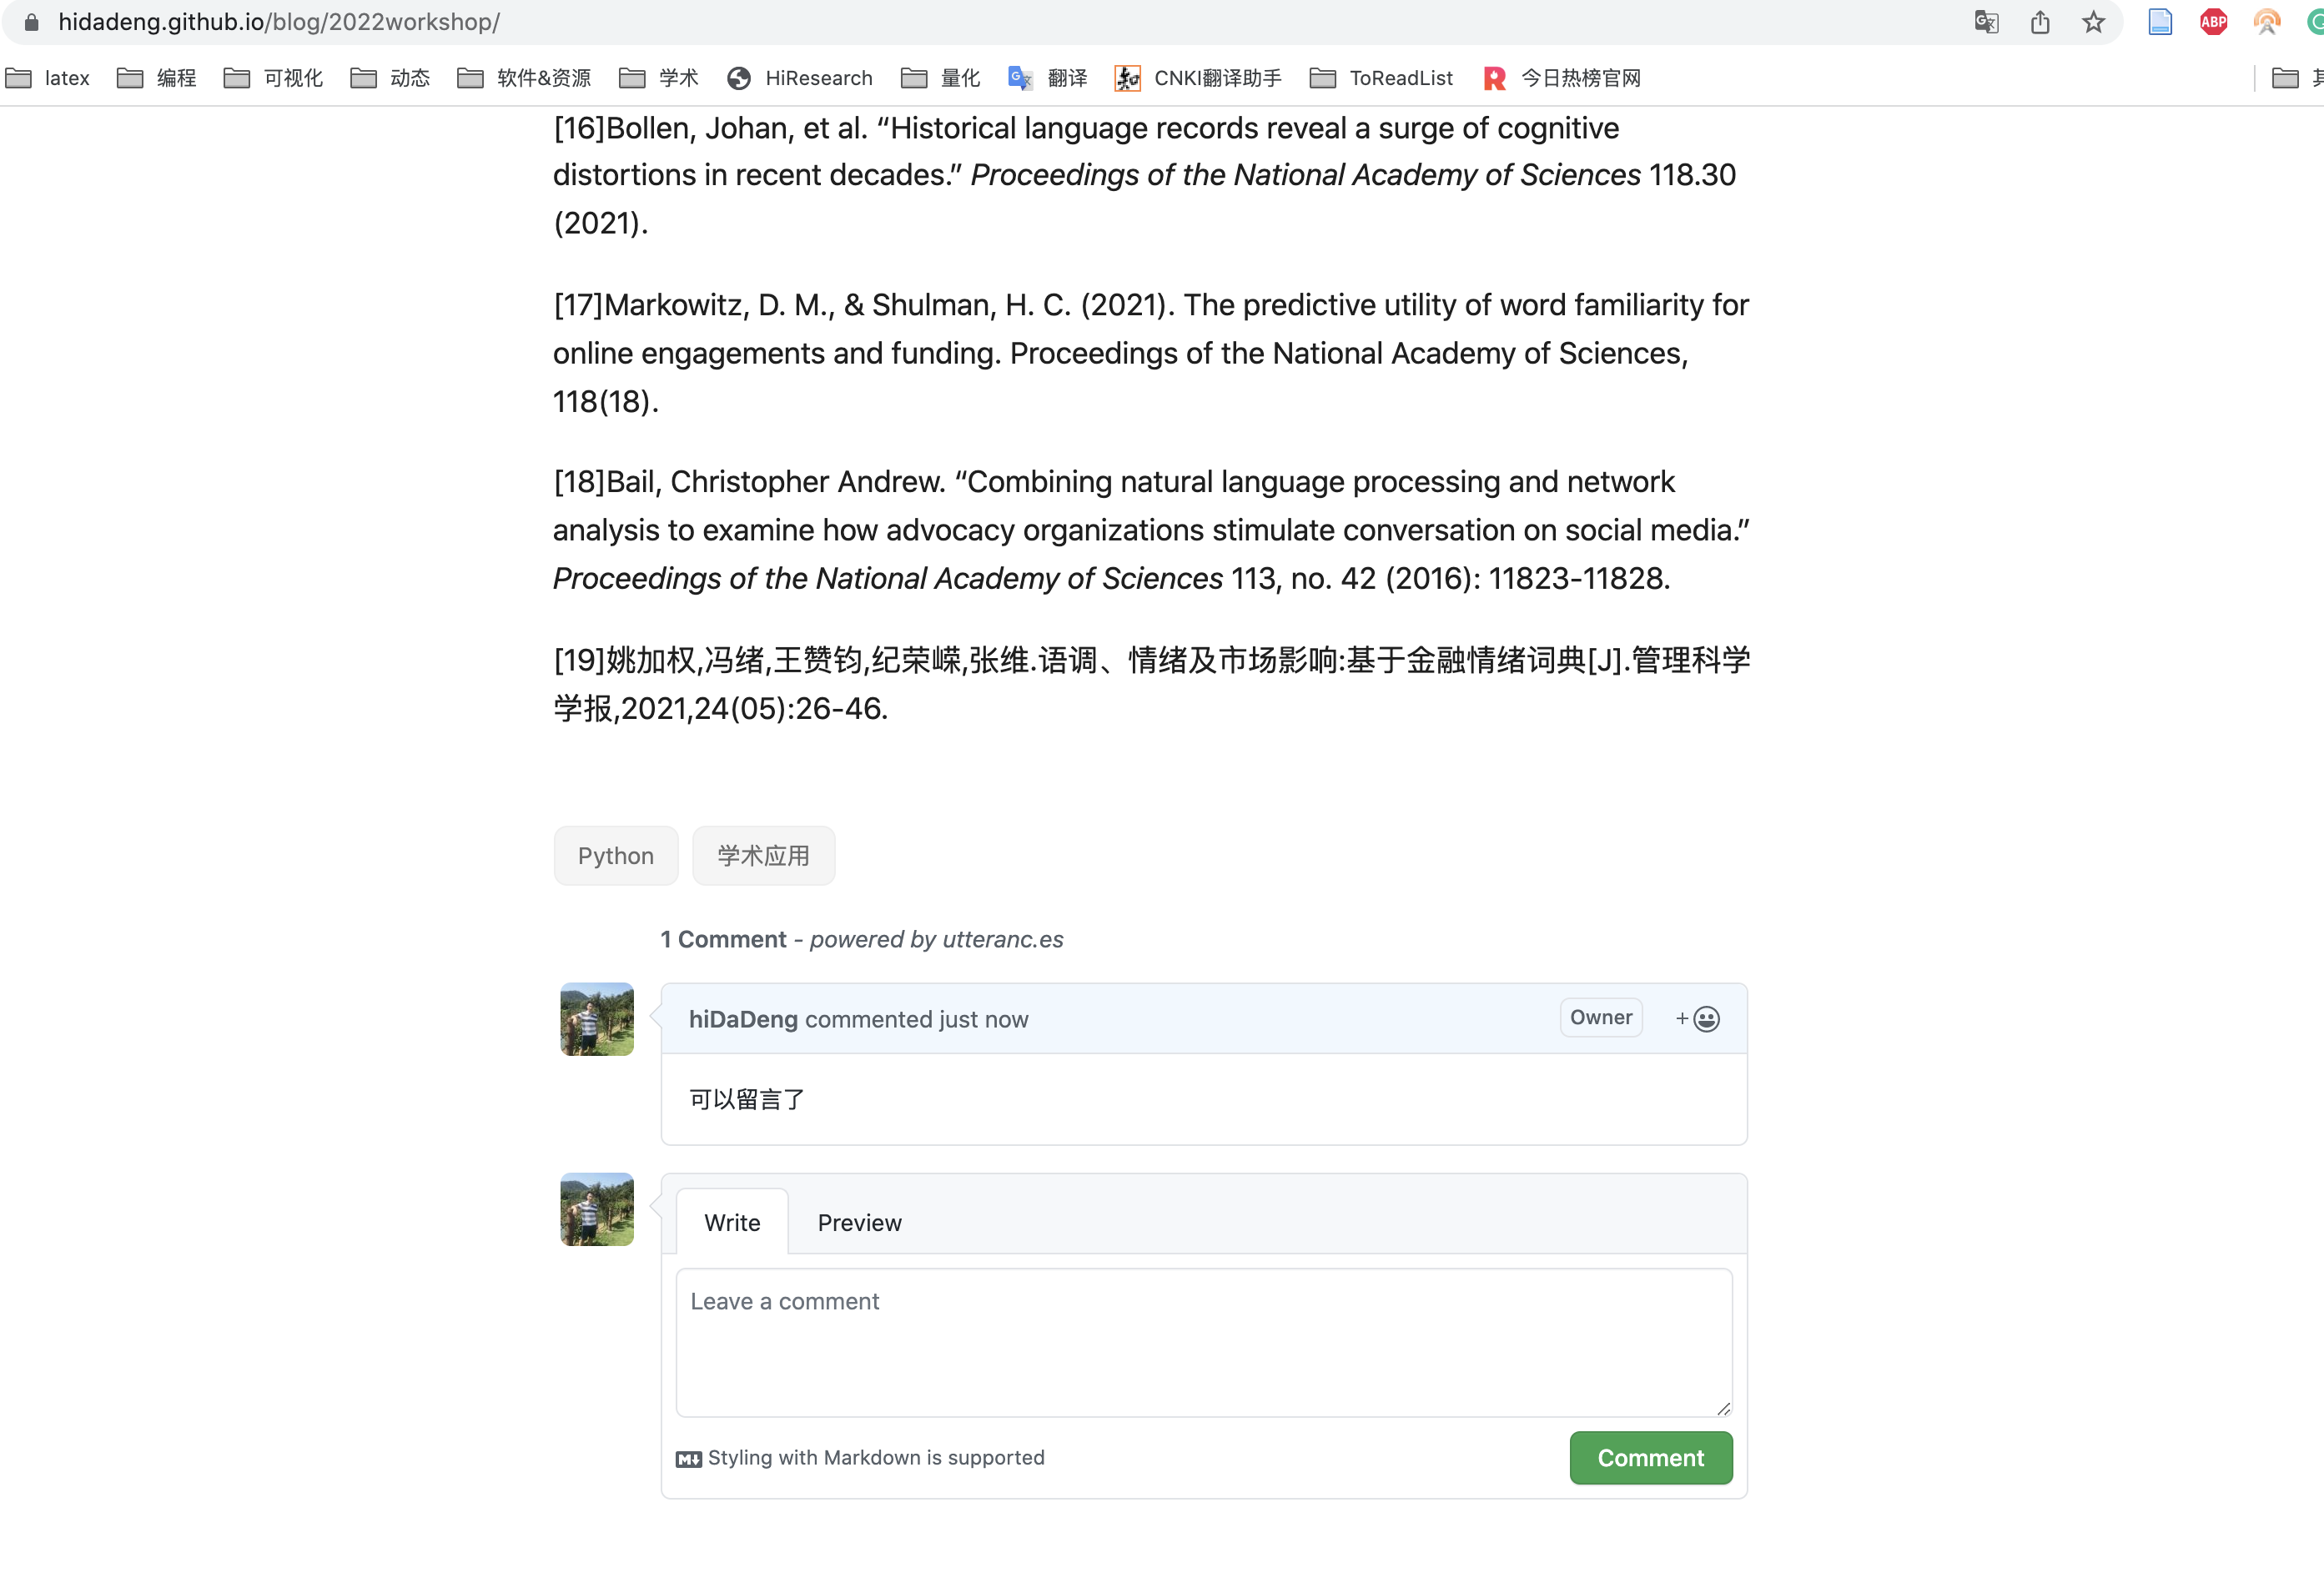 hidadeng.github.io/blog/2022workshop/
ABP
latex 编程 可视化 动态 软件&资源 学术 HiResearch 量化 翻译 CNKI翻译助手 ToReadList 今日热榜官网
[16]Bollen, Johan, et al. “Historical language records reveal a surge of cognitive
distortions in recent decades.” Proceedings of the National Academy of Sciences 118.30
(2021).
[17]Markowitz, D. M., & Shulman, H. C. (2021). The predictive utility of word familiarity for
online engagements and funding. Proceedings of the National Academy of Sciences,
118(18).
[18]Bail, Christopher Andrew. “Combining natural language processing and network
analysis to examine how advocacy organizations stimulate conversation on social media.”
Proceedings of the National Academy of Sciences 113, no. 42 (2016): 11823-11828.
[19]姚加权,冯绪,王赞钧,纪荣嵘,张维.语调、情绪及市场影响:基于金融情绪词典[J].管理科学
学报,2021,24(05):26-46.
Python 学术应用
1 Comment - powered by utteranc.es
hiDaDeng commented just now Owner +
可以留言了
Write Preview
Leave a comment
Styling with Markdown is supported Comment